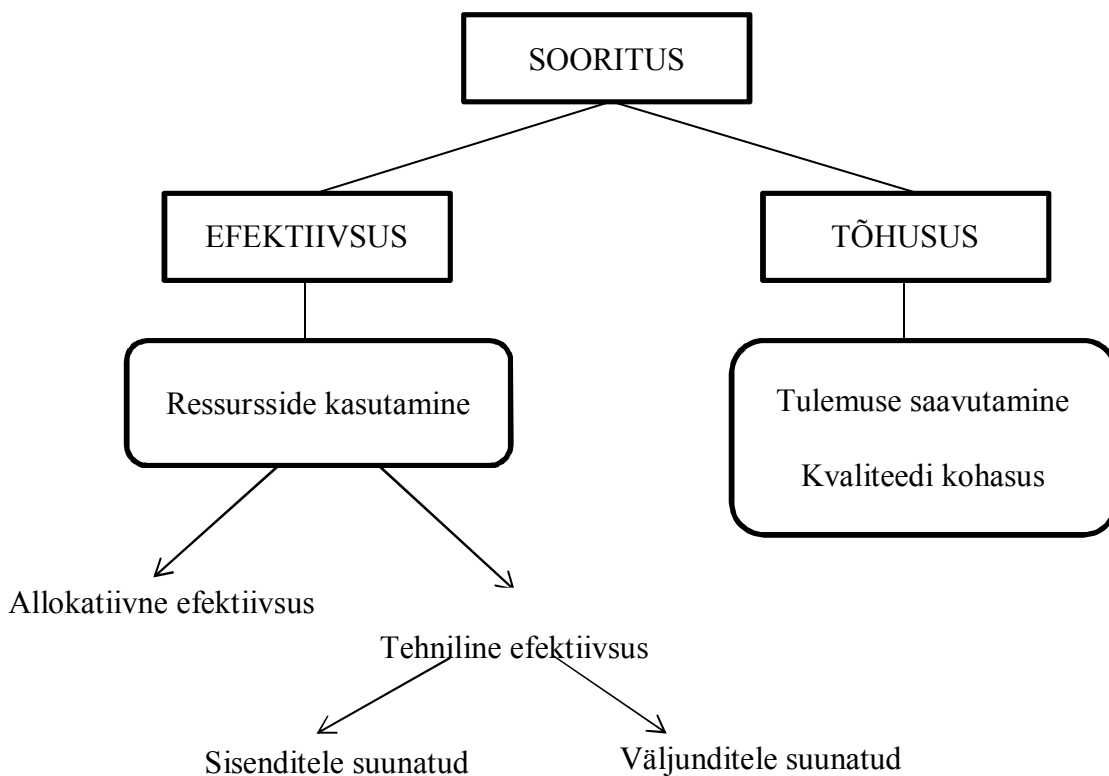 SOORITUS
EFEKTIIVSUS
TÕHUSUS
Ressursside kasutamine
Tulemuse saavutamine
Kvaliteedi kohasus
Allokatiivne efektiivsus
Tehniline efektiivsus
Sisenditele suunatud
Väljunditele suunatud